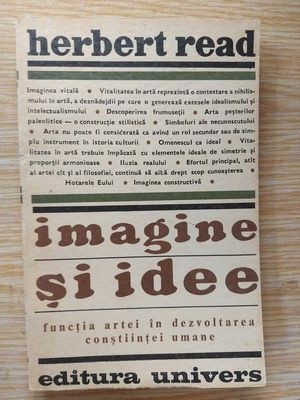 herbert read
Imaginea vitală • Vitalitatea în artă reprezintă o contestare a nihilis-
mului în artă, a deznădejdii pe care o generează excesele idealismului și
intelectualismului • Descoperirea frumuseții • Arta peșterilor
paleolitice — o construcție stilistică • Simboluri ale necunoscutului
• Arta nu poate fi considerată ca avînd un rol secundar sau de sim-
plu instrument în istoria culturii • Omenescul ca ideal • Vita-
litatea în artă trebuie împăcată cu elementele ideale de simetrie și
proporții armonioase • Iluzia realului • Efortul principal, atît
al artei cît și al filosofiei, continuă să aibă drept scop cunoașterea •
Hotarele Eului • Imaginea constructivă •
imagine
și idee
funcția artei în dezvoltarea
conștiinței umane
editura univers